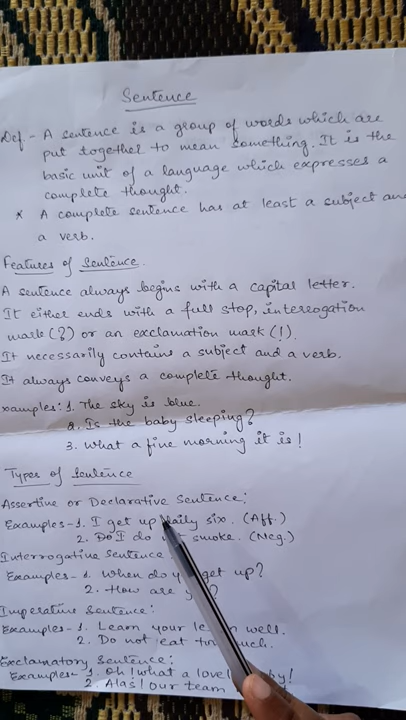 Sentence
Def - A sentence is a group of words which are
put together to mean something. It is the
basic unit of a language which expresses a
complete thought.
* A complete sentence has at least a subject an
a verb.
Features of Sentence.
A sentence always begins with a capital letter.
It either ends with a full stop, interrogation
mark (?) or an exclamation mark (!).
It necessarily contains a subject and a verb.
It always conveys a complete thought.
xamples: 1. The sky is blue.
2. Is the baby sleeping?
3. What a fine morning it is!
Types of Sentence
Assertive or Declarative Sentence:
Examples - 1. I get up daily six. (Aff.)
2. Do I do smoke. (Neg.)
Interrogative Sentence:
Examples - 1. When do get up?
2. How are
Imperative Sentence:
Examples - 1. Learn your well.
2. Do not eat
Exclamatory Sentence:
Examples - 1. Oh! what a
2. Alas! Our team